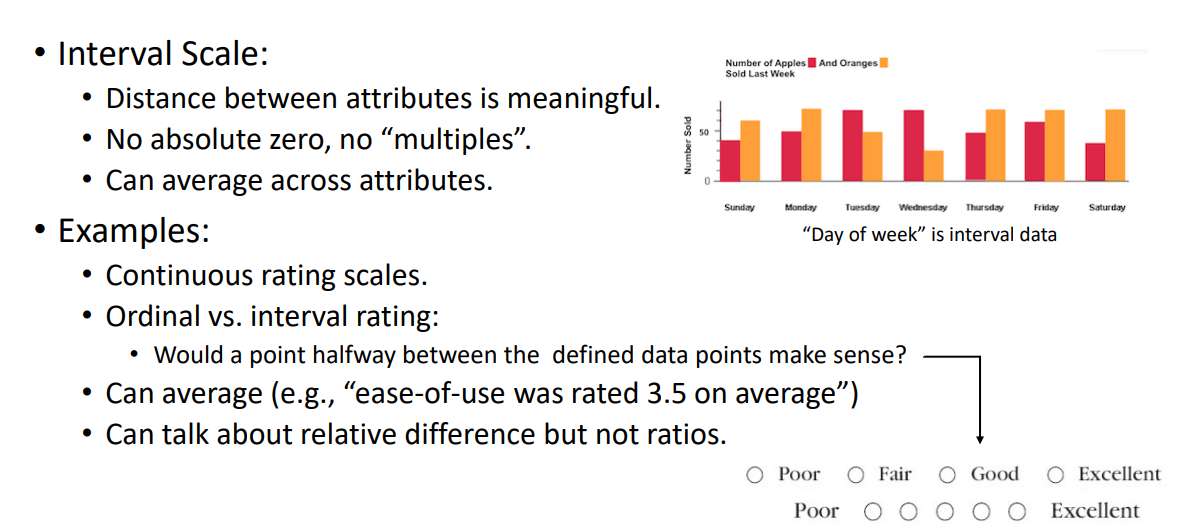 • Interval Scale:
• Distance between attributes is meaningful.
• No absolute zero, no “multiples”.
• Can average across attributes.
• Examples:
• Continuous rating scales.
• Ordinal vs. interval rating:
• Would a point halfway between the defined data points make sense?
• Can average (e.g., “ease-of-use was rated 3.5 on average”)
• Can talk about relative difference but not ratios.
Number of Apples And Oranges
Sold Last Week
Number Sold
50
0
Sunday Monday Tuesday Wednesday Thursday Friday Saturday
“Day of week” is interval data
Poor Fair Good Excellent
Poor Excellent